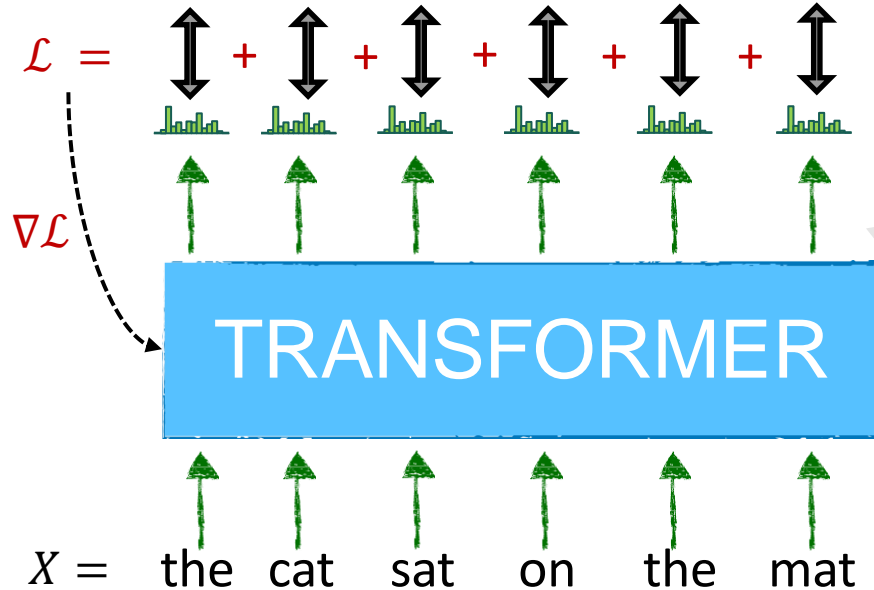 ℒ = + + + + +
∇ℒ
TRANSFORMER
X = the cat sat on the mat